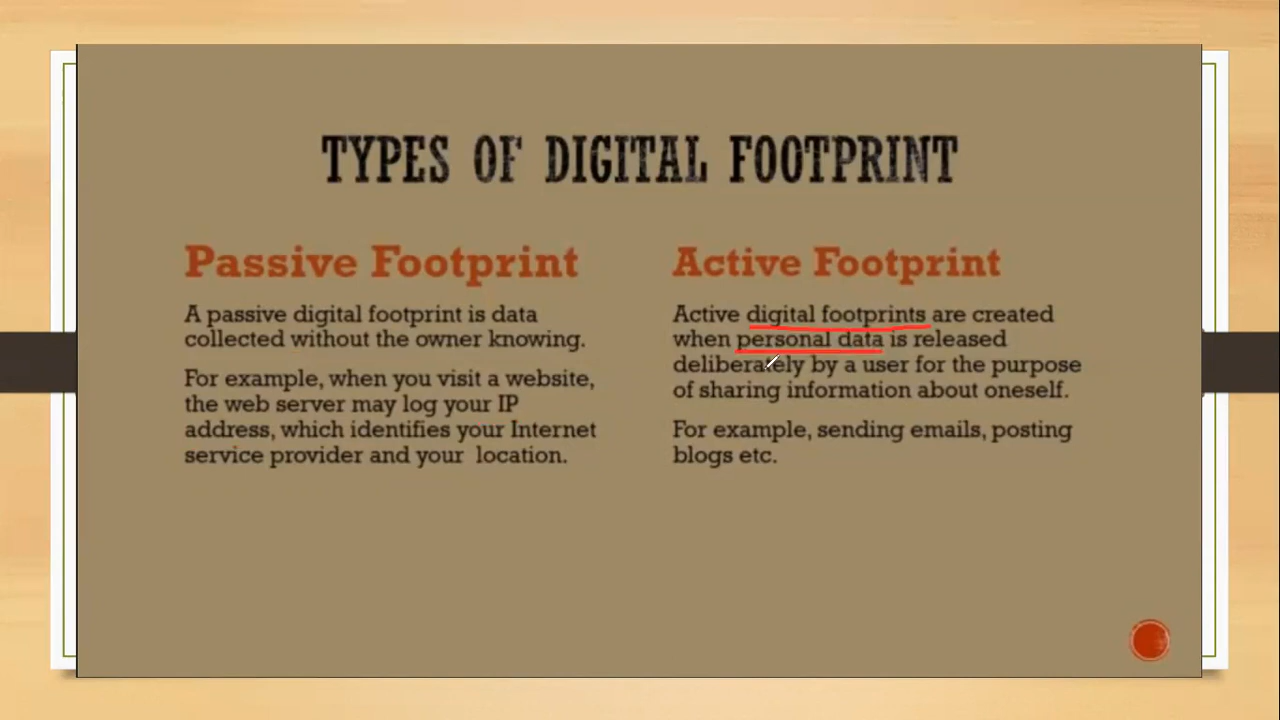 TYPES OF DIGITAL FOOTPRINT
Passive Footprint
A passive digital footprint is data
collected without the owner knowing.
For example, when you visit a website,
the web server may log your IP
address, which identifies your Internet
service provider and your location.
Active Footprint
Active digital footprints are created
when personal data is released
deliberately by a user for the purpose
of sharing information about oneself.
For example, sending emails, posting
blogs etc.